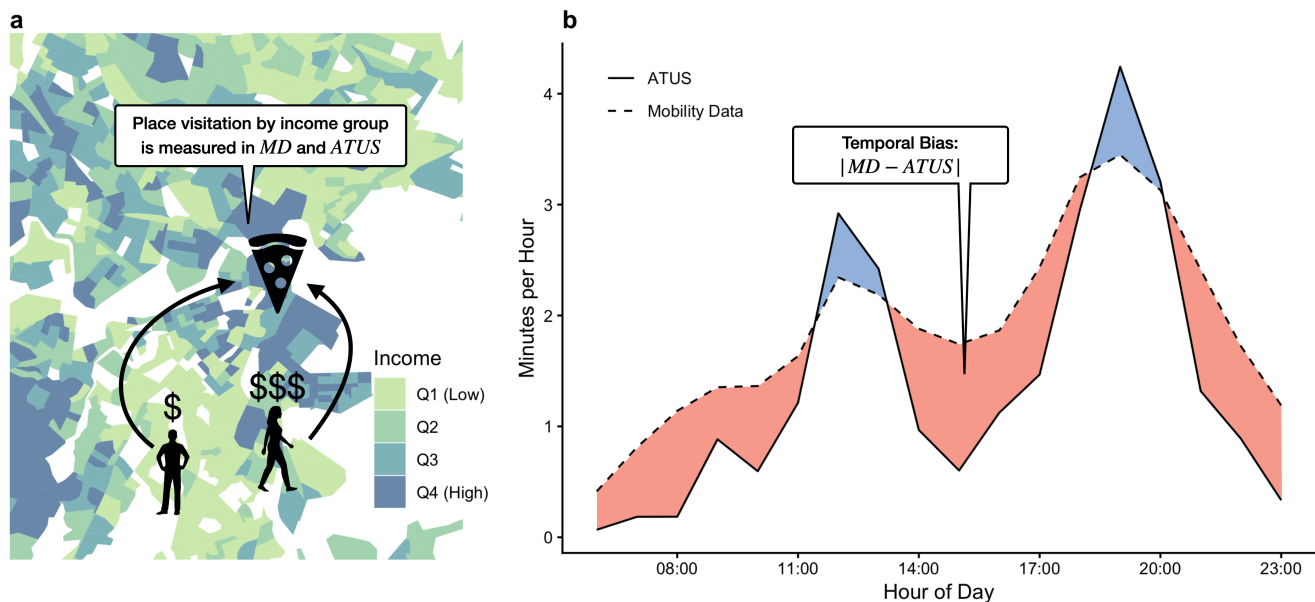 a
Place visitation by income group
is measured in MD and ATUS
$
$$$
Income
Q1 (Low)
Q2
Q3
Q4 (High)
b
ATUS
Mobility Data
Temporal Bias:
|MD − ATUS|
Minutes per Hour
4
3
2
1
0
08:00
11:00
14:00
17:00
20:00
23:00
Hour of Day